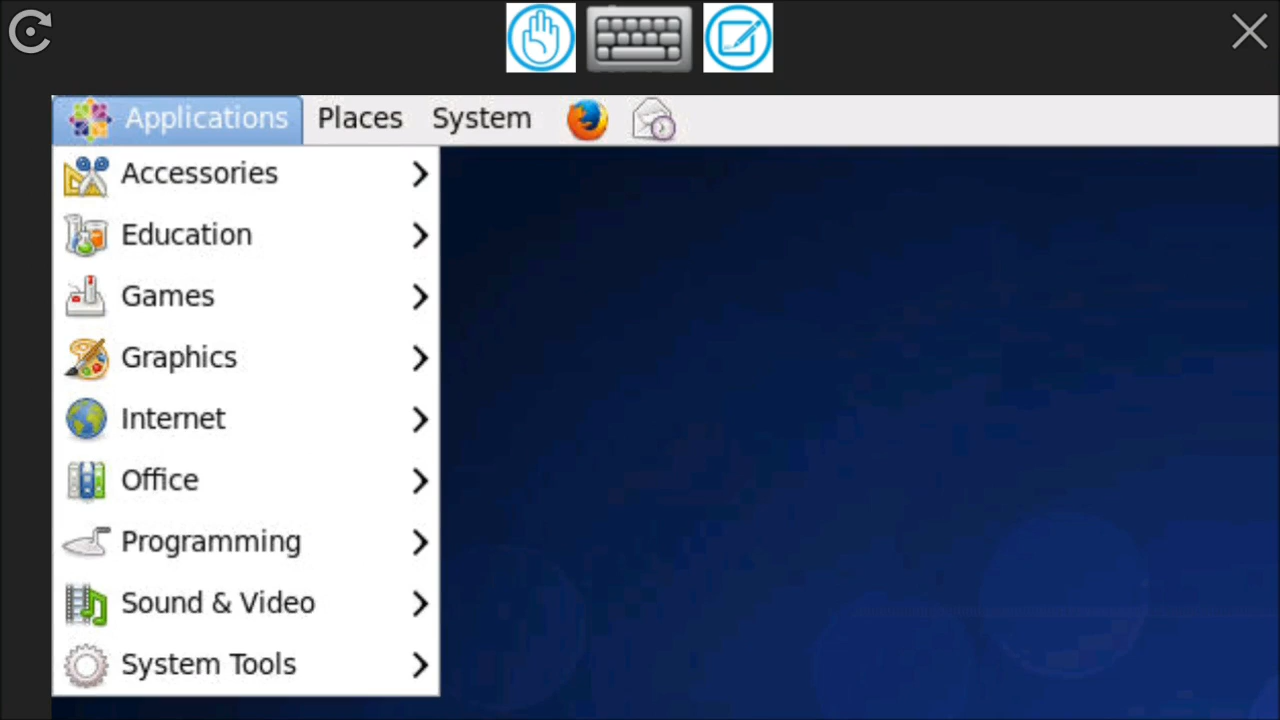 Applications Places System
Accessories
Education
Games
Graphics
Internet
Office
Programming
Sound & Video
System Tools